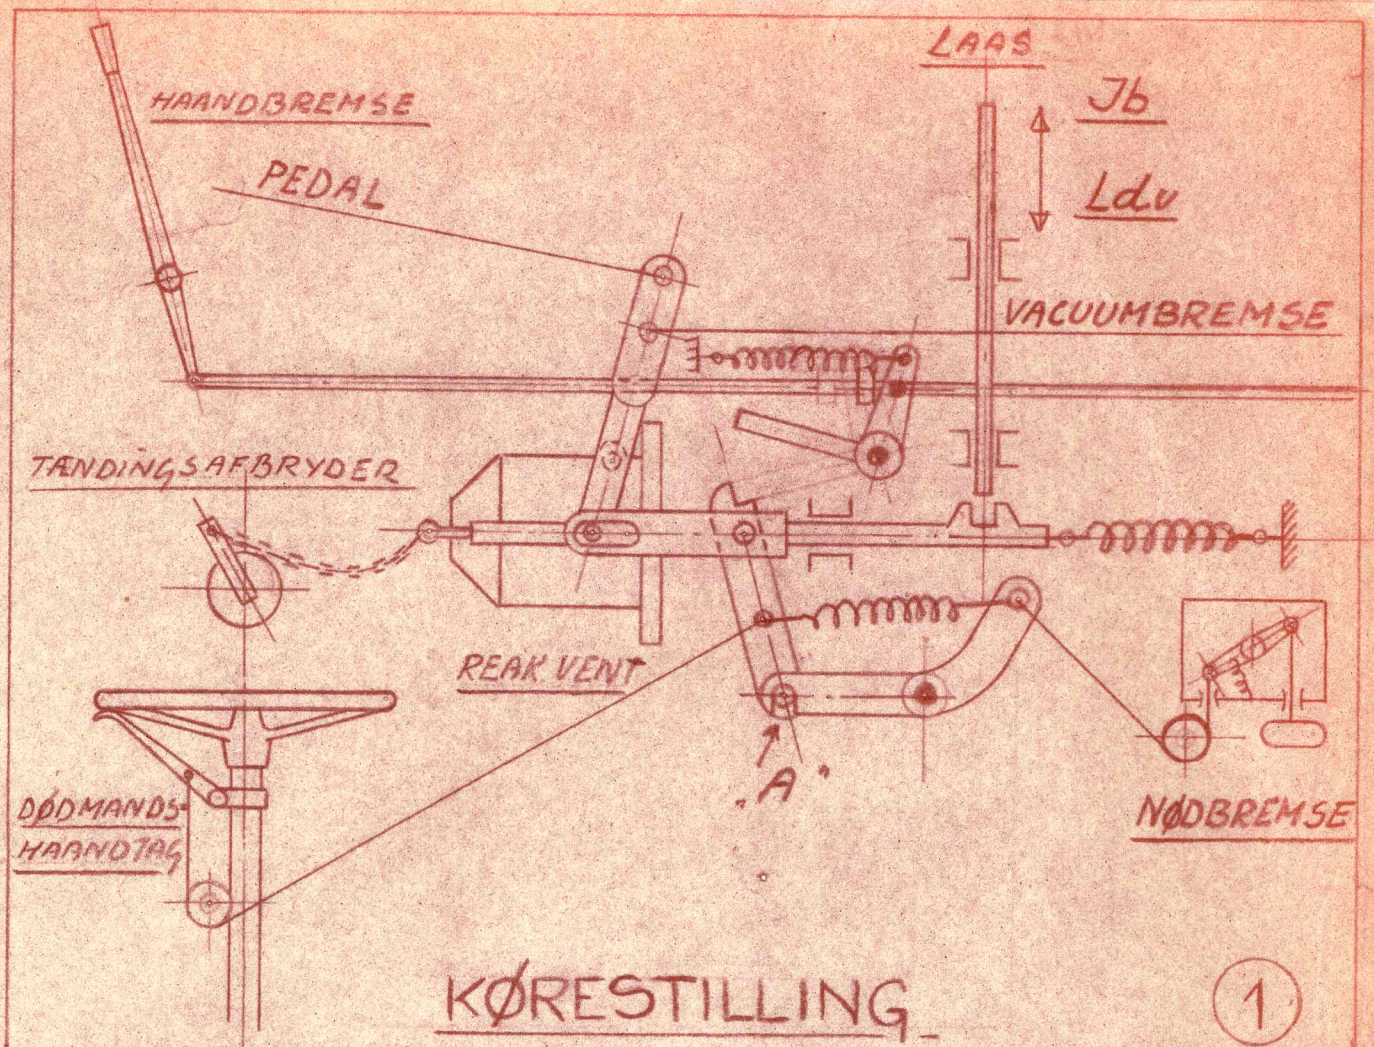 LAAS
HAANDBREMSE
Jb
PEDAL
Ldv
VACUUMBREMSE
TÆNDINGSAFBRYDER
REAK VENT
"A"
DØDMANDS-
HAANDTAG
NØDBREMSE
KØRESTILLING
1